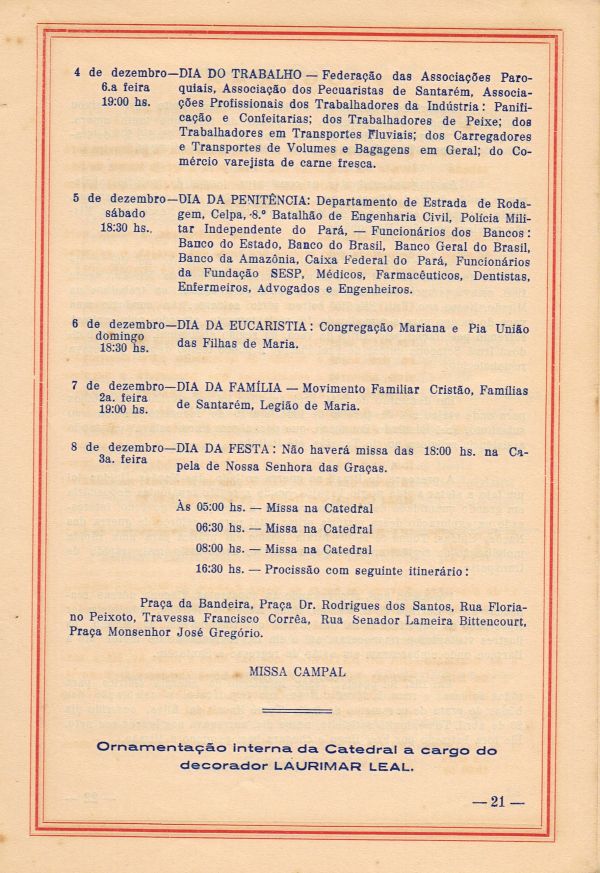 4 de dezembro—DIA DO TRABALHO — Federação das Associações Paro-
6.a feira quiais, Associação dos Pecuaristas de Santarém, Associa-
19:00 hs. ções Profissionais dos Trabalhadores da Indústria: Panifi-
cação e Confeitarias; dos Trabalhadores de Peixe; dos
Trabalhadores em Transportes Fluviais; dos Carregadores
e Transportes de Volumes e Bagagens em Geral; do Co-
mércio varejista de carne fresca.
5 de dezembro—DIA DA PENITÊNCIA: Departamento de Estrada de Roda-
sábado gem, Celpa, 8.º Batalhão de Engenharia Civil, Polícia Mili-
18:30 hs. tar Independente do Pará, — Funcionários dos Bancos:
Banco do Estado, Banco do Brasil, Banco Geral do Brasil,
Banco da Amazônia, Caixa Federal do Pará, Funcionários
da Fundação SESP, Médicos, Farmacêuticos, Dentistas,
Enfermeiros, Advogados e Engenheiros.
6 de dezembro—DIA DA EUCARISTIA: Congregação Mariana e Pia União
domingo das Filhas de Maria.
18:30 hs.
7 de dezembro—DIA DA FAMÍLIA — Movimento Familiar Cristão, Famílias
2a. feira de Santarém, Legião de Maria.
19:00 hs.
8 de dezembro—DIA DA FESTA: Não haverá missa das 18:00 hs. na Ca-
3a. feira pela de Nossa Senhora das Graças.
Às 05:00 hs. — Missa na Catedral
06:30 hs. — Missa na Catedral
08:00 hs. — Missa na Catedral
16:30 hs. — Procissão com seguinte itinerário:
Praça da Bandeira, Praça Dr. Rodrigues dos Santos, Rua Floria-
no Peixoto, Travessa Francisco Corrêa, Rua Senador Lameira Bittencourt,
Praça Monsenhor José Gregório.
MISSA CAMPAL
Ornamentação interna da Catedral a cargo do
decorador LAURIMAR LEAL.
— 21 —